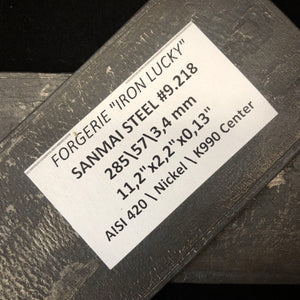 FORGERIE "IRON LUCKY"
SANMAI STEEL #9.218
285\57\3,4 mm
11,2"x2,2"x0,13"
AISI 420 \ Nickel \ K990 Center